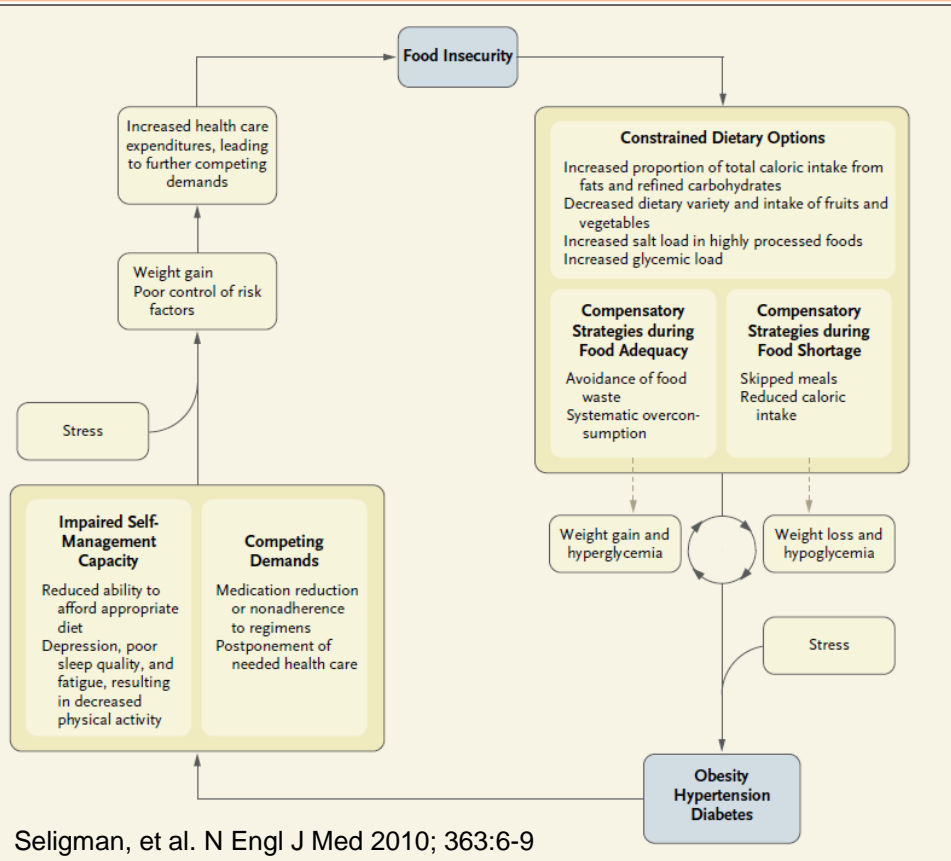 Food Insecurity
Constrained Dietary Options
Increased proportion of total caloric intake from
fats and refined carbohydrates
Decreased dietary variety and intake of fruits and
vegetables
Increased salt load in highly processed foods
Increased glycemic load
Compensatory
Strategies during
Food Adequacy
Avoidance of food
waste
Systematic overcon-
sumption
Compensatory
Strategies during
Food Shortage
Skipped meals
Reduced caloric
intake
Weight gain and
hyperglycemia
Weight loss and
hypoglycemia
Stress
Obesity
Hypertension
Diabetes
Impaired Self-
Management
Capacity
Reduced ability to
afford appropriate
diet
Depression, poor
sleep quality, and
fatigue, resulting
in decreased
physical activity
Competing
Demands
Medication reduction
or nonadherence
to regimens
Postponement of
needed health care
Stress
Weight gain
Poor control of risk
factors
Increased health care
expenditures, leading
to further competing
demands
Seligman, et al. N Engl J Med 2010; 363:6-9